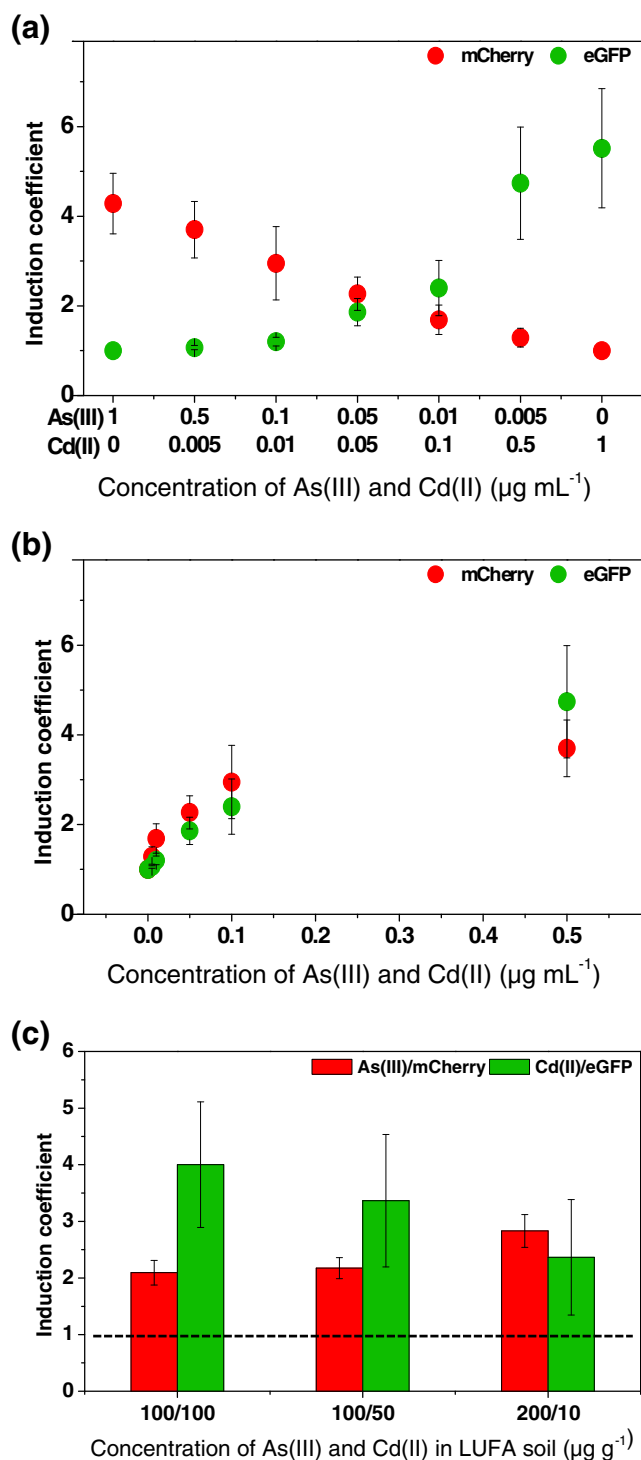 (a)
mCherry eGFP
6
4
2
0
Induction coefficient
As(III) 1 0.5 0.1 0.05 0.01 0.005 0
Cd(II) 0 0.005 0.01 0.05 0.1 0.5 1
Concentration of As(III) and Cd(II) (µg mL⁻¹)
(b)
mCherry eGFP
6
4
2
0
Induction coefficient
0.0 0.1 0.2 0.3 0.4 0.5
Concentration of As(III) and Cd(II) (µg mL⁻¹)
(c)
As(III)/mCherry Cd(II)/eGFP
6
5
4
3
2
1
0
Induction coefficient
100/100 100/50 200/10
Concentration of As(III) and Cd(II) in LUFA soil (µg g⁻¹)